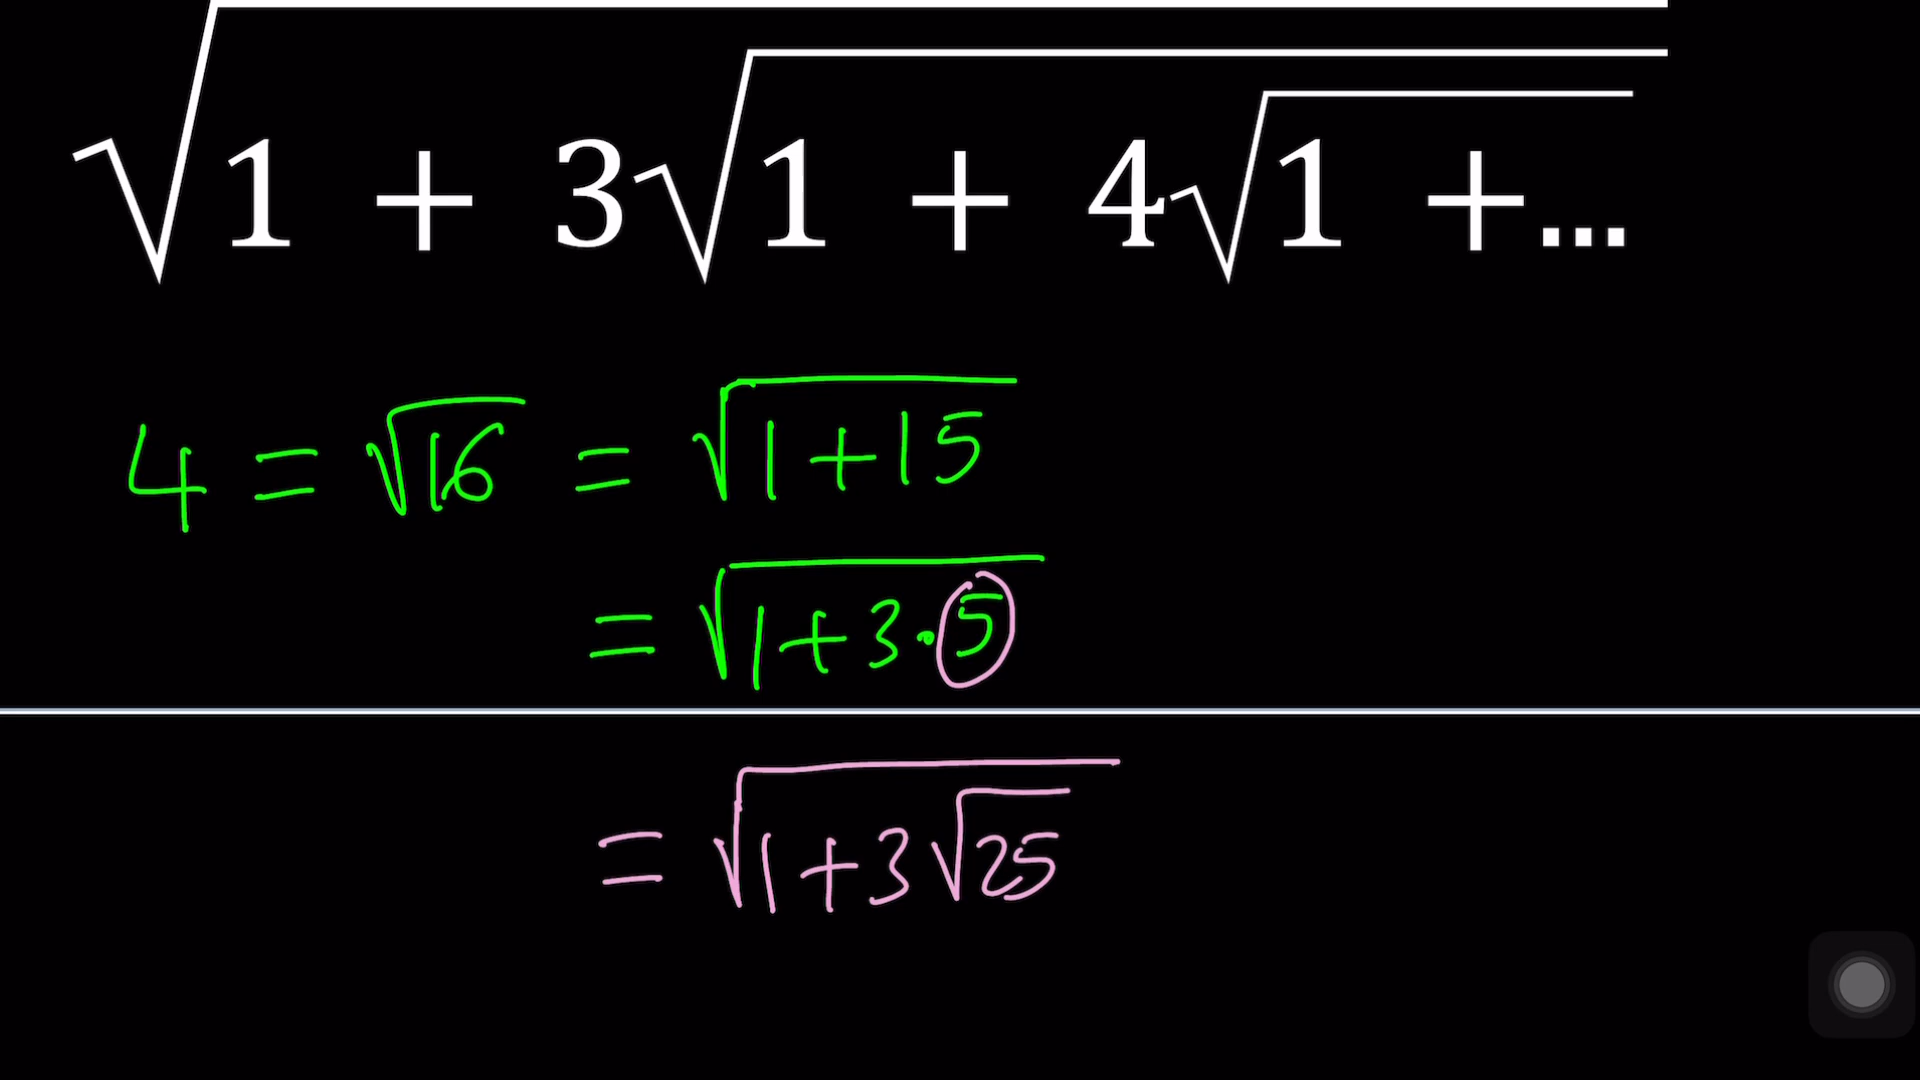 √(1 + 3√(1 + 4√(1 +...
4 = √16 = √(1+15)
= √(1+3·5)
= √(1+3√25)